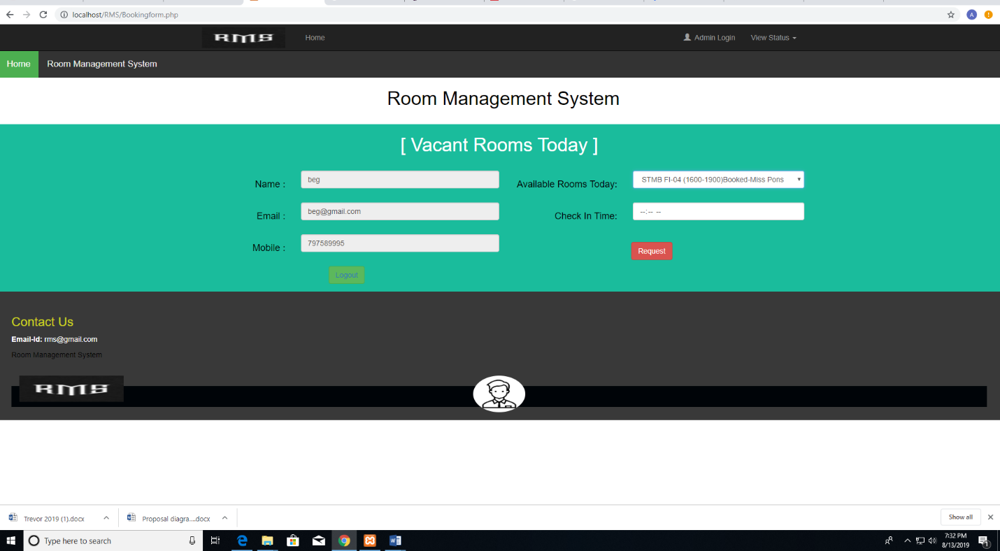 localhost/RMS/Bookingform.php
A
RMS Home Admin Login View Status
Home Room Management System
Room Management System
[ Vacant Rooms Today ]
Name : beg Available Rooms Today: STMB FI-04 (1600-1900)Booked-Miss Pons
Email : beg@gmail.com Check In Time: --:-- --
Mobile : 797589995
Request
Logout
Contact Us
Email-Id: rms@gmail.com
Room Management System
RMS
Trevor 2019 (1).docx Proposal diagra....docx Show all
Type here to search
7:32 PM
8/13/2019
1